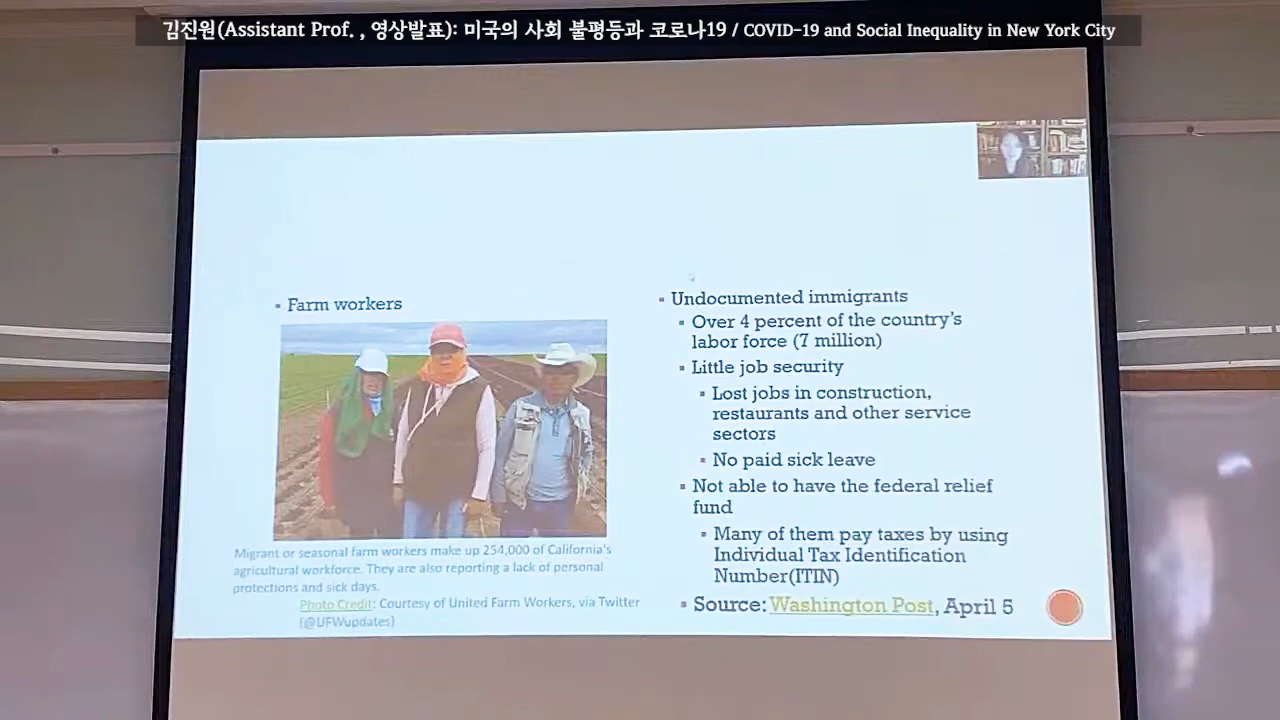 김진원(Assistant Prof. , 영상발표): 미국의 사회 불평등과 코로나19 / COVID-19 and Social Inequality in New York City
▪ Farm workers
Migrant or seasonal farm workers make up 254,000 of California's
agricultural workforce. They are also reporting a lack of personal
protections and sick days.
Photo Credit: Courtesy of United Farm Workers, via Twitter
(@UFWupdates)
▪ Undocumented immigrants
▪ Over 4 percent of the country's
labor force (7 million)
▪ Little job security
▪ Lost jobs in construction,
restaurants and other service
sectors
▪ No paid sick leave
▪ Not able to have the federal relief
fund
▪ Many of them pay taxes by using
Individual Tax Identification
Number(ITIN)
▪ Source: Washington Post, April 5